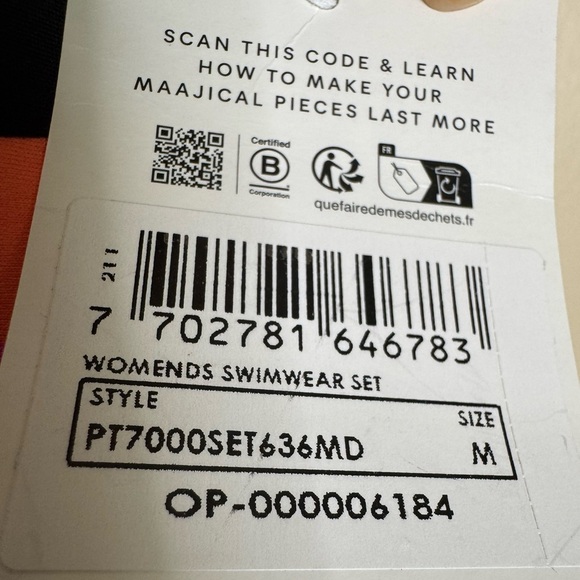 SCAN THIS CODE & LEARN
HOW TO MAKE YOUR
MAAJICAL PIECES LAST MORE
Certified
B
Corporation
FR
quefairedemesdechets.fr
211
7 702781 646783
WOMENDS SWIMWEAR SET
STYLE SIZE
PT7000SET636MD M
OP-000006184